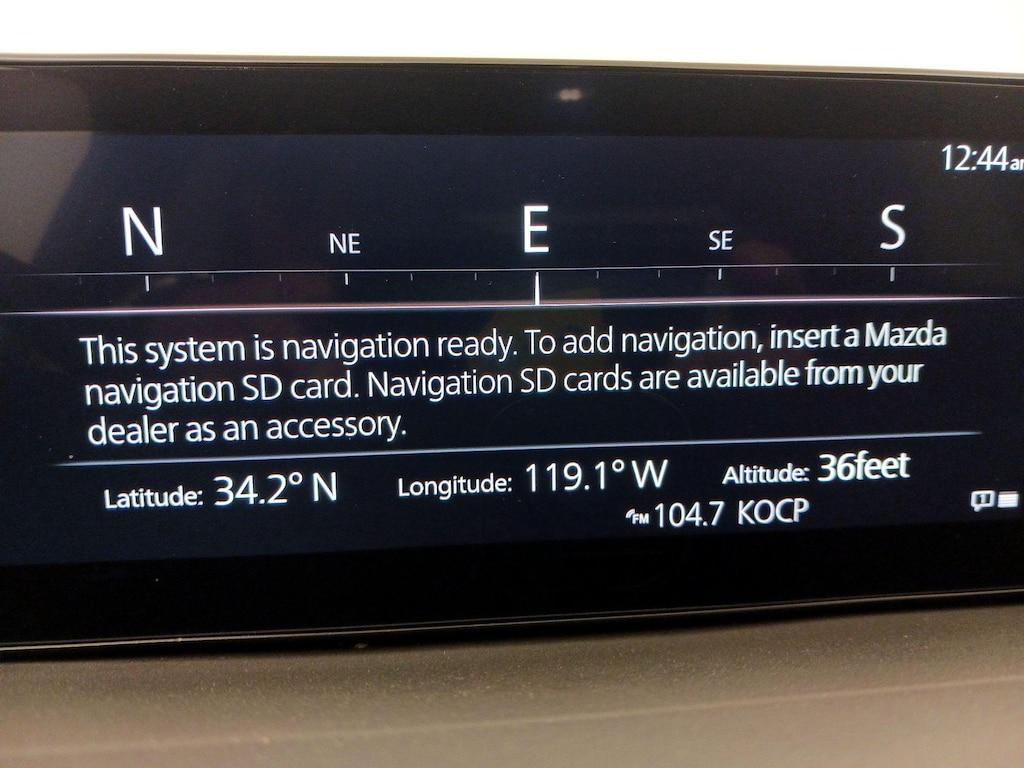 12:44am
N NE E SE S
This system is navigation ready. To add navigation, insert a Mazda
navigation SD card. Navigation SD cards are available from your
dealer as an accessory.
Latitude: 34.2° N Longitude: 119.1° W Altitude: 36feet
FM 104.7 KOCP